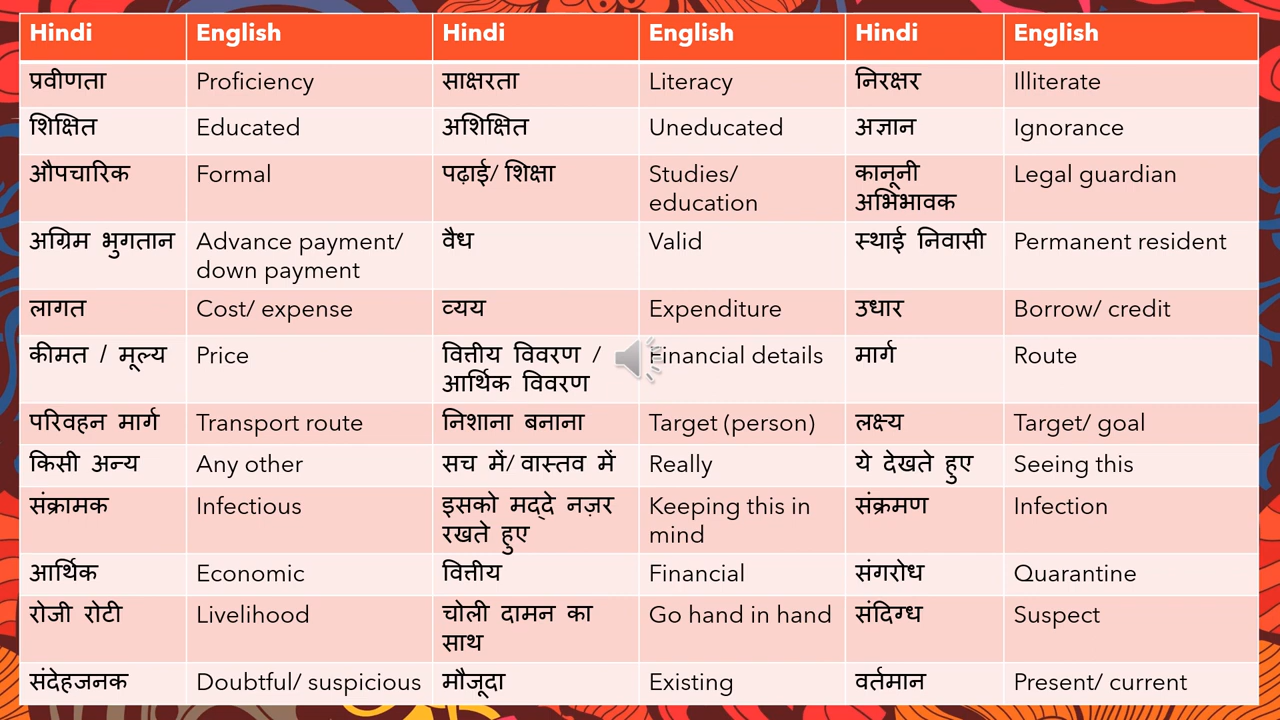 Hindi English Hindi English Hindi English
प्रवीणता Proficiency साक्षरता Literacy निरक्षर Illiterate
शिक्षित Educated अशिक्षित Uneducated अज्ञान Ignorance
औपचारिक Formal पढ़ाई/ शिक्षा Studies/ कानूनी Legal guardian
education अभिभावक
अग्रिम भुगतान Advance payment/ वैध Valid स्थाई निवासी Permanent resident
down payment
लागत Cost/ expense व्यय Expenditure उधार Borrow/ credit
कीमत / मूल्य Price वित्तीय विवरण / Financial details मार्ग Route
आर्थिक विवरण
परिवहन मार्ग Transport route निशाना बनाना Target (person) लक्ष्य Target/ goal
किसी अन्य Any other सच में/ वास्तव में Really ये देखते हुए Seeing this
संक्रामक Infectious इसको मद्दे नज़र Keeping this in संक्रमण Infection
रखते हुए mind
आर्थिक Economic वित्तीय Financial संगरोध Quarantine
रोजी रोटी Livelihood चोली दामन का Go hand in hand संदिग्ध Suspect
साथ
संदेहजनक Doubtful/ suspicious मौजूदा Existing वर्तमान Present/ current